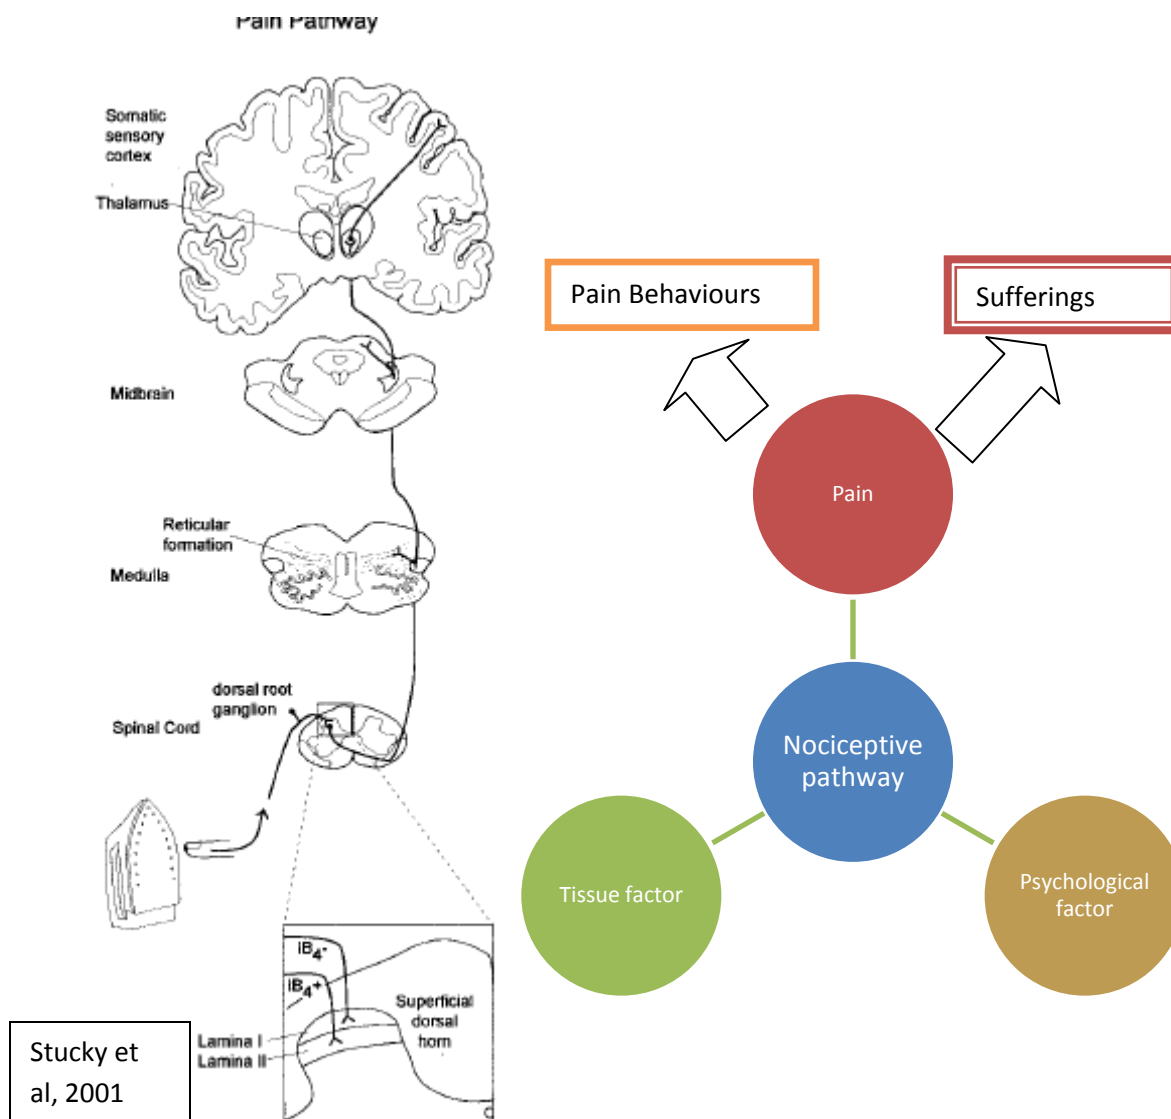 Pain Pathway
Somatic
sensory
cortex
Thalamus
Midbrain
Reticular
formation
Medulla
dorsal root
ganglion
Spinal Cord
iB4-
iB4+
Superficial
dorsal
horn
Lamina I
Lamina II
Stucky et
al, 2001
Pain Behaviours
Sufferings
Pain
Nociceptive
pathway
Tissue factor
Psychological
factor